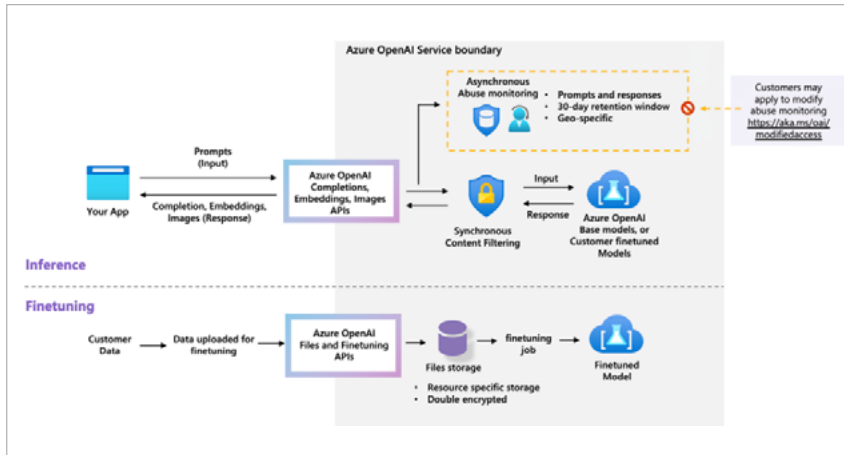 Azure OpenAI Service boundary
Asynchronous
Abuse monitoring
• Prompts and responses
• 30-day retention window
• Geo-specific
Customers may
apply to modify
abuse monitoring
https://aka.ms/oai/
modifiedaccess
Prompts
(Input)
Your App
Completion, Embeddings,
Images (Response)
Azure OpenAI
Completions,
Embeddings, Images
APIs
Synchronous
Content Filtering
Input
Response
Azure OpenAI
Base models, or
Customer finetuned
Models
Inference
Finetuning
Customer
Data
Data uploaded for
finetuning
Azure OpenAI
Files and Finetuning
APIs
Files storage
• Resource specific storage
• Double encrypted
finetuning
job
Finetuned
Model